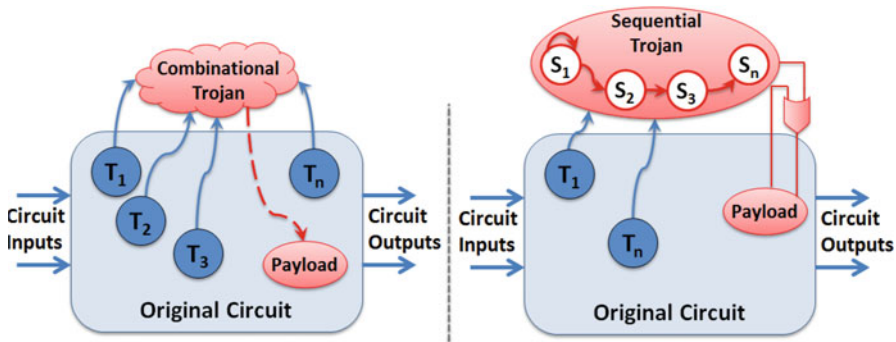 Combinational
Trojan
T1
T2
T3
Tn
Circuit
Inputs
Circuit
Outputs
Payload
Original Circuit
Sequential
Trojan
S1
S2
S3
Sn
T1
Tn
Circuit
Inputs
Payload
Circuit
Outputs
Original Circuit